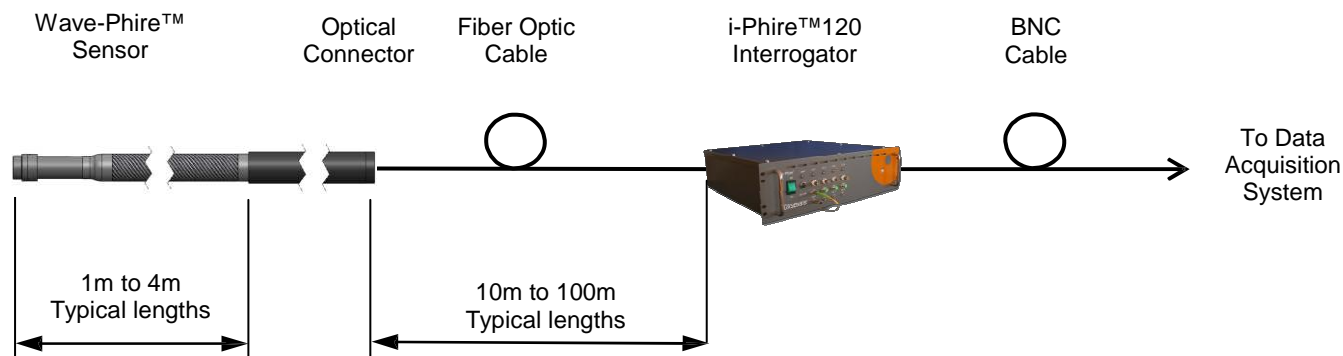 Wave-Phire™
Sensor
Optical
Connector
Fiber Optic
Cable
i-Phire™120
Interrogator
BNC
Cable
To Data
Acquisition
System
1m to 4m
Typical lengths
10m to 100m
Typical lengths